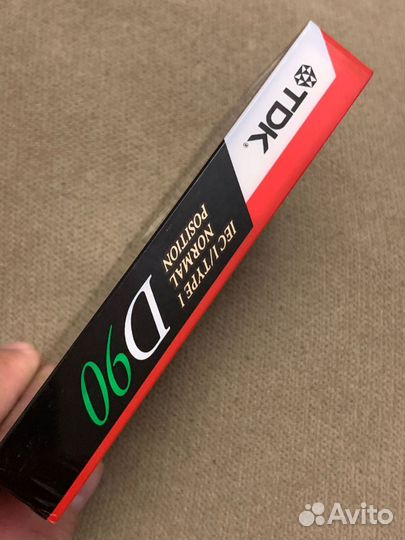 TDK®
IEC I/TYPE I
NORMAL
POSITION
D90
Avito